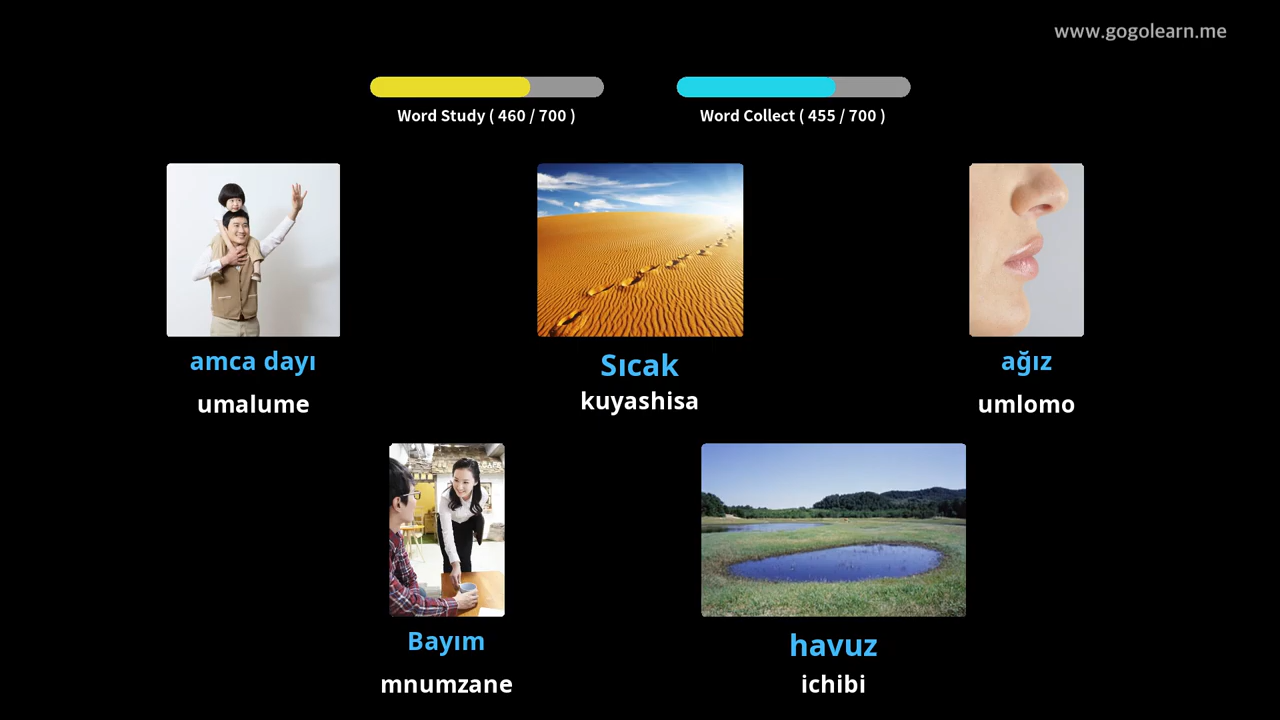 www.gogolearn.me
Word Study ( 460 / 700 )
Word Collect ( 455 / 700 )
amca dayı
umalume
Sıcak
kuyashisa
ağız
umlomo
Bayım
mnumzane
havuz
ichibi